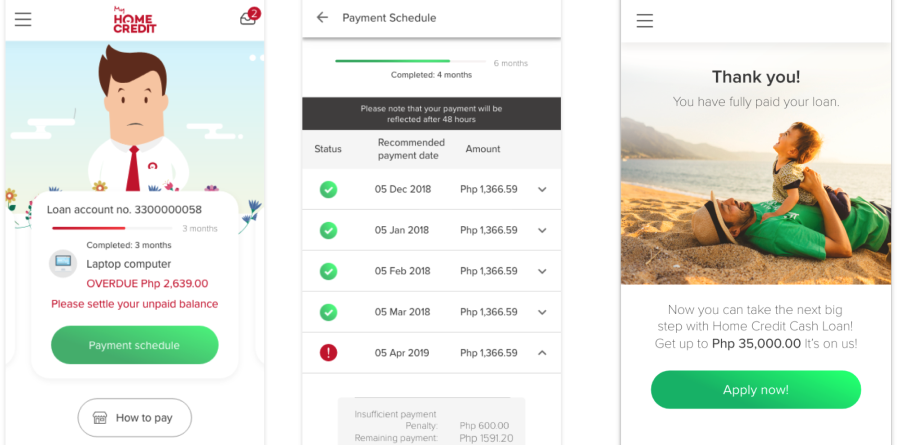 My
HOME
CREDIT
2
Loan account no. 3300000058
3 months
Completed: 3 months
Laptop computer
OVERDUE Php 2,639.00
Please settle your unpaid balance
Payment schedule
How to pay
Payment Schedule
6 months
Completed: 4 months
Please note that your payment will be
reflected after 48 hours
Status Recommended payment date Amount
05 Dec 2018 Php 1,366.59
05 Jan 2018 Php 1,366.59
05 Feb 2018 Php 1,366.59
05 Mar 2018 Php 1,366.59
05 Apr 2019 Php 1,366.59
Insufficient payment
Penalty: Php 600.00
Remaining payment: Php 1591.20
Thank you!
You have fully paid your loan.
Now you can take the next big
step with Home Credit Cash Loan!
Get up to Php 35,000.00 It's on us!
Apply now!